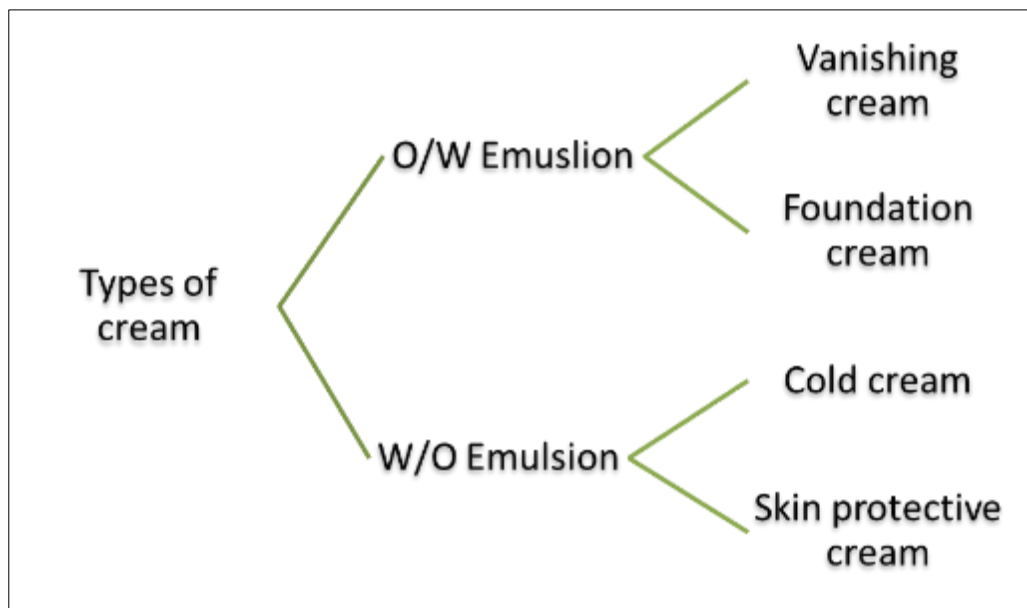 Types of
cream
O/W Emuslion
Vanishing
cream
Foundation
cream
W/O Emulsion
Cold cream
Skin protective
cream